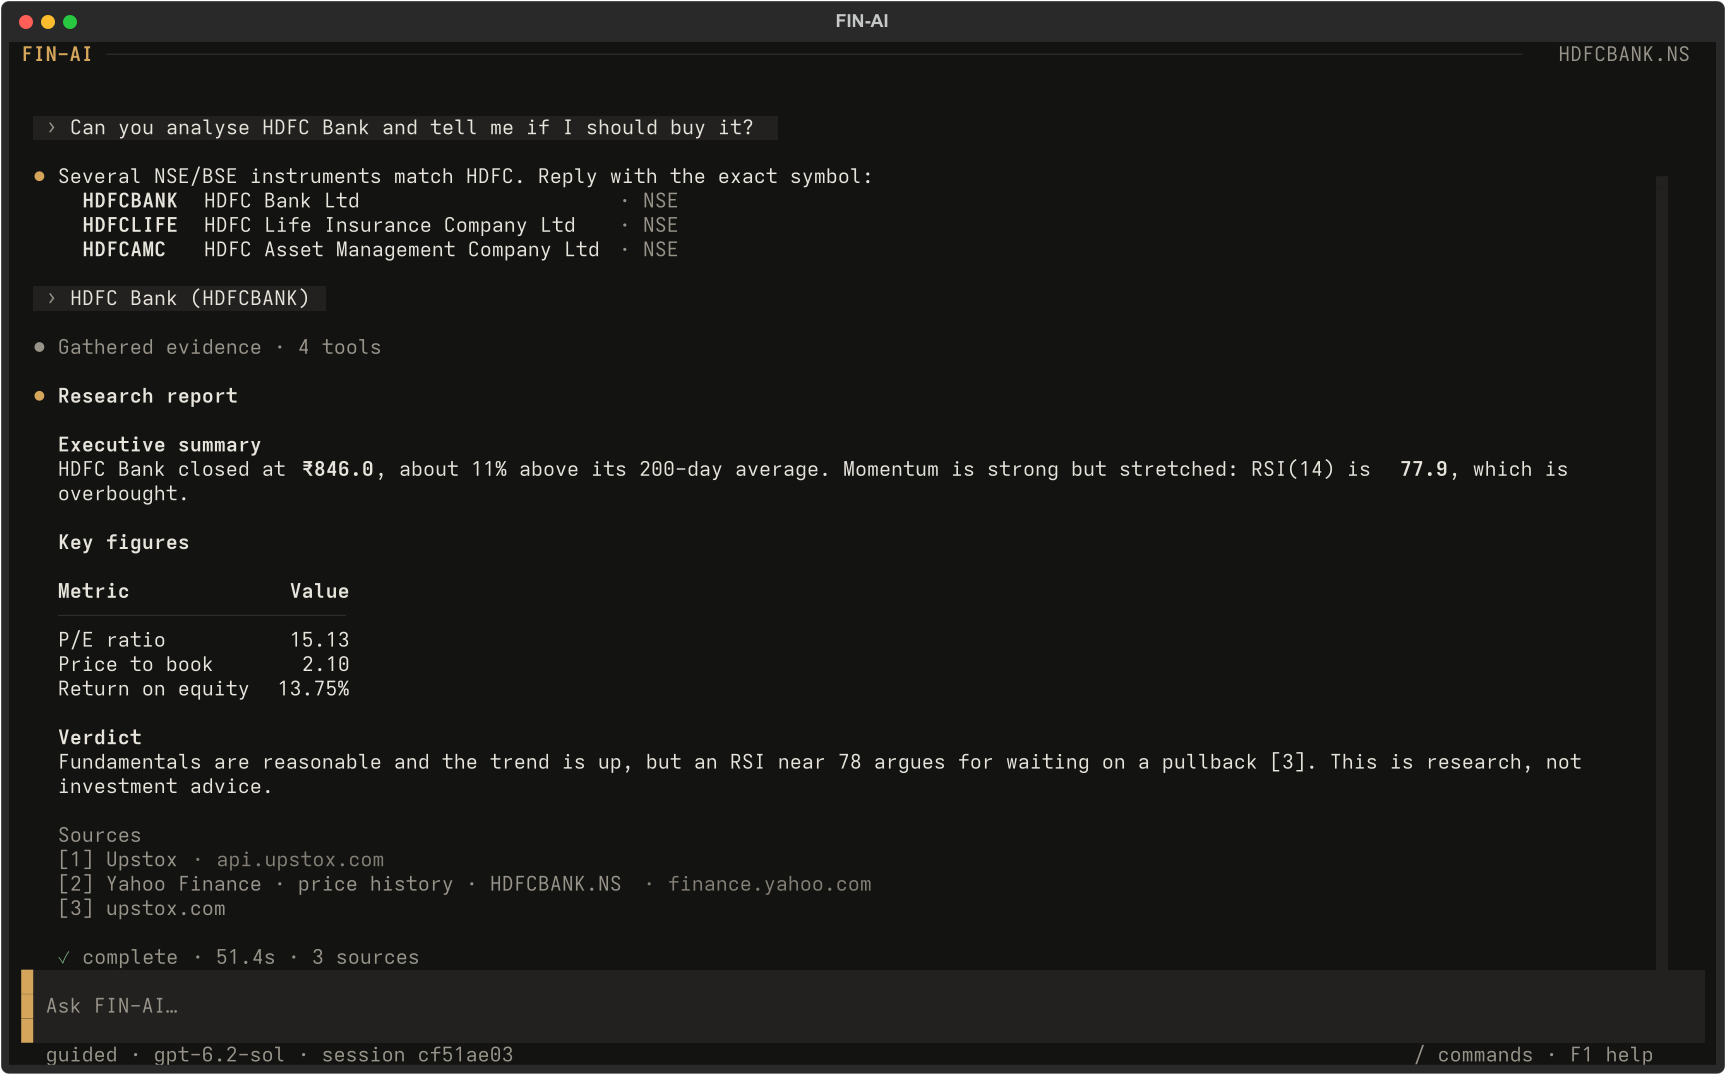 FIN-AI
FIN-AI HDFCBANK.NS
› Can you analyse HDFC Bank and tell me if I should buy it?
● Several NSE/BSE instruments match HDFC. Reply with the exact symbol:
HDFCBANK HDFC Bank Ltd · NSE
HDFCLIFE HDFC Life Insurance Company Ltd · NSE
HDFCAMC HDFC Asset Management Company Ltd · NSE
› HDFC Bank (HDFCBANK)
● Gathered evidence · 4 tools
● Research report
Executive summary
HDFC Bank closed at ₹846.0, about 11% above its 200-day average. Momentum is strong but stretched: RSI(14) is 77.9, which is
overbought.
Key figures
Metric Value
P/E ratio 15.13
Price to book 2.10
Return on equity 13.75%
Verdict
Fundamentals are reasonable and the trend is up, but an RSI near 78 argues for waiting on a pullback [3]. This is research, not
investment advice.
Sources
[1] Upstox · api.upstox.com
[2] Yahoo Finance · price history · HDFCBANK.NS · finance.yahoo.com
[3] upstox.com
✓ complete · 51.4s · 3 sources
Ask FIN-AI…
guided · gpt-6.2-sol · session cf51ae03 / commands · F1 help